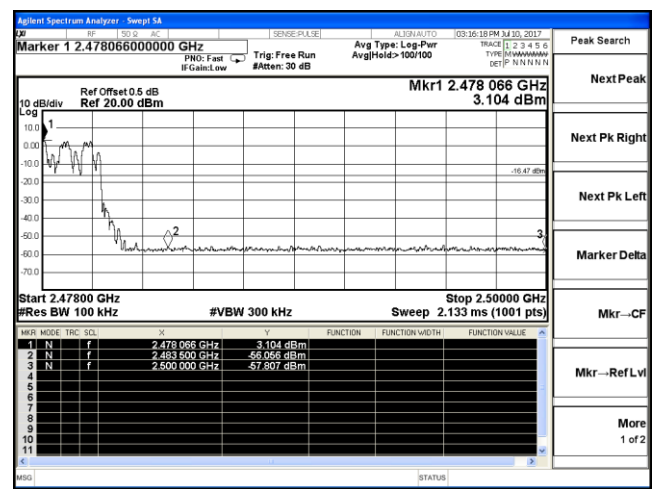 Agilent Spectrum Analyzer - Swept SA
RF 50 Ω AC SENSE:PULSE ALIGN AUTO 03:16:18 PM Jul 10, 2017
Marker 1 2.478066000000 GHz
PNO: Fast
IFGain:Low
Trig: Free Run
#Atten: 30 dB
Avg Type: Log-Pwr
Avg|Hold:>100/100
TRACE 1 2 3 4 5 6
TYPE MWWWWW
DET P N N N N N
Ref Offset 0.5 dB
Ref 20.00 dBm
10 dB/div
Log
Mkr1 2.478 066 GHz
3.104 dBm
10.0
0.00
-10.0
-20.0
-30.0
-40.0
-50.0
-60.0
-70.0
1
2
3
-16.47 dBm
Start 2.47800 GHz
Stop 2.50000 GHz
#Res BW 100 kHz
#VBW 300 kHz
Sweep 2.133 ms (1001 pts)
MKR MODE TRC SCL X Y FUNCTION FUNCTION WIDTH FUNCTION VALUE
1 N f 2.478 066 GHz 3.104 dBm
2 N f 2.483 500 GHz -56.056 dBm
3 N f 2.500 000 GHz -57.807 dBm
4
5
6
7
8
9
10
11
MSG
STATUS
Peak Search
Next Peak
Next Pk Right
Next Pk Left
Marker Delta
Mkr→CF
Mkr→Ref Lvl
More
1 of 2